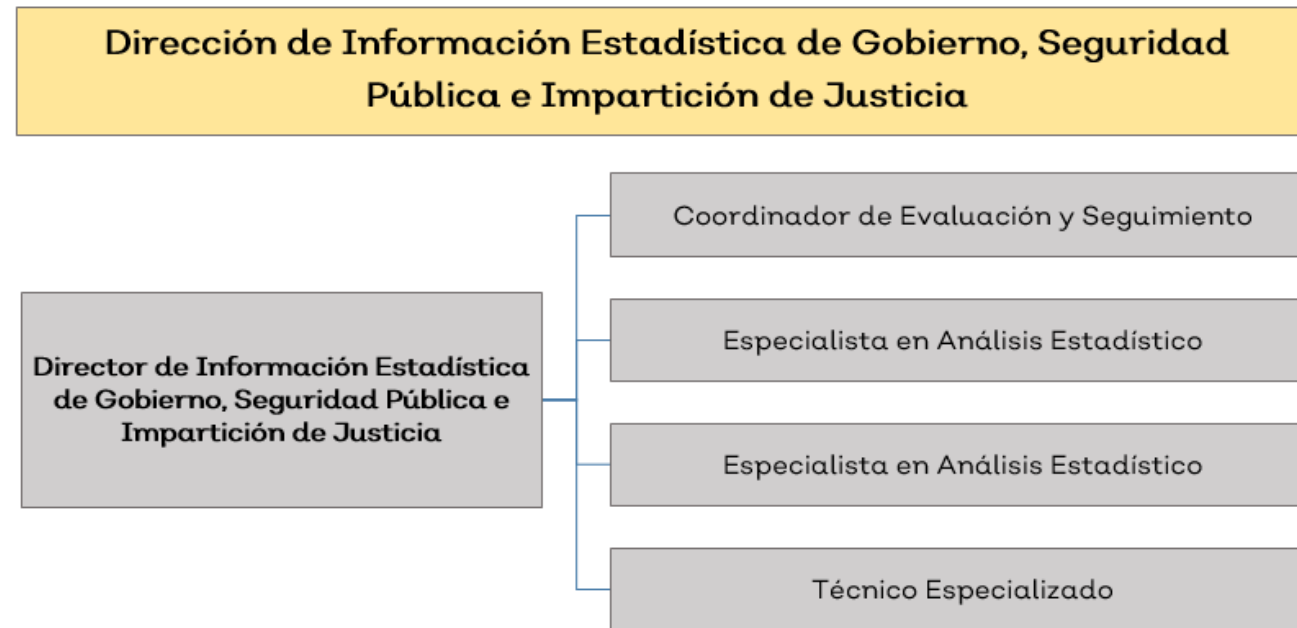 Dirección de Información Estadística de Gobierno, Seguridad
Pública e Impartición de Justicia
Coordinador de Evaluación y Seguimiento
Especialista en Análisis Estadístico
Director de Información Estadística
de Gobierno, Seguridad Pública e
Impartición de Justicia
Especialista en Análisis Estadístico
Técnico Especializado